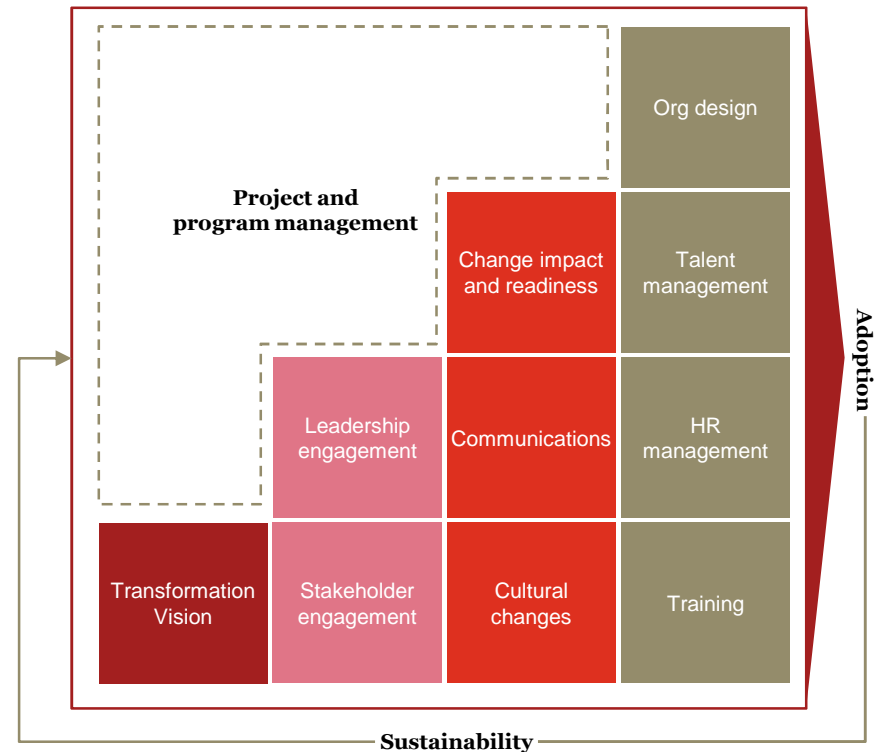 Org design
Project and
program management
Change impact
and readiness
Talent
management
Adoption
Leadership
engagement
Communications
HR
management
Transformation
Vision
Stakeholder
engagement
Cultural
changes
Training
Sustainability